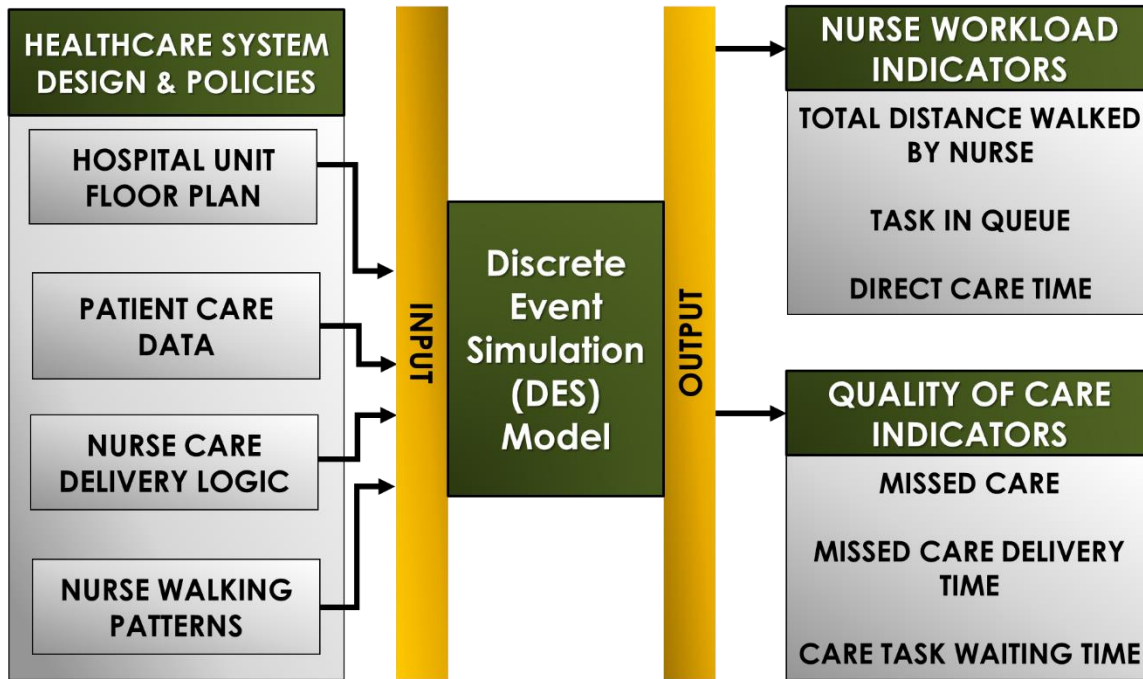 HEALTHCARE SYSTEM
DESIGN & POLICIES
HOSPITAL UNIT
FLOOR PLAN
PATIENT CARE
DATA
NURSE CARE
DELIVERY LOGIC
NURSE WALKING
PATTERNS
INPUT
Discrete
Event
Simulation
(DES)
Model
OUTPUT
NURSE WORKLOAD
INDICATORS
TOTAL DISTANCE WALKED
BY NURSE
TASK IN QUEUE
DIRECT CARE TIME
QUALITY OF CARE
INDICATORS
MISSED CARE
MISSED CARE DELIVERY
TIME
CARE TASK WAITING TIME